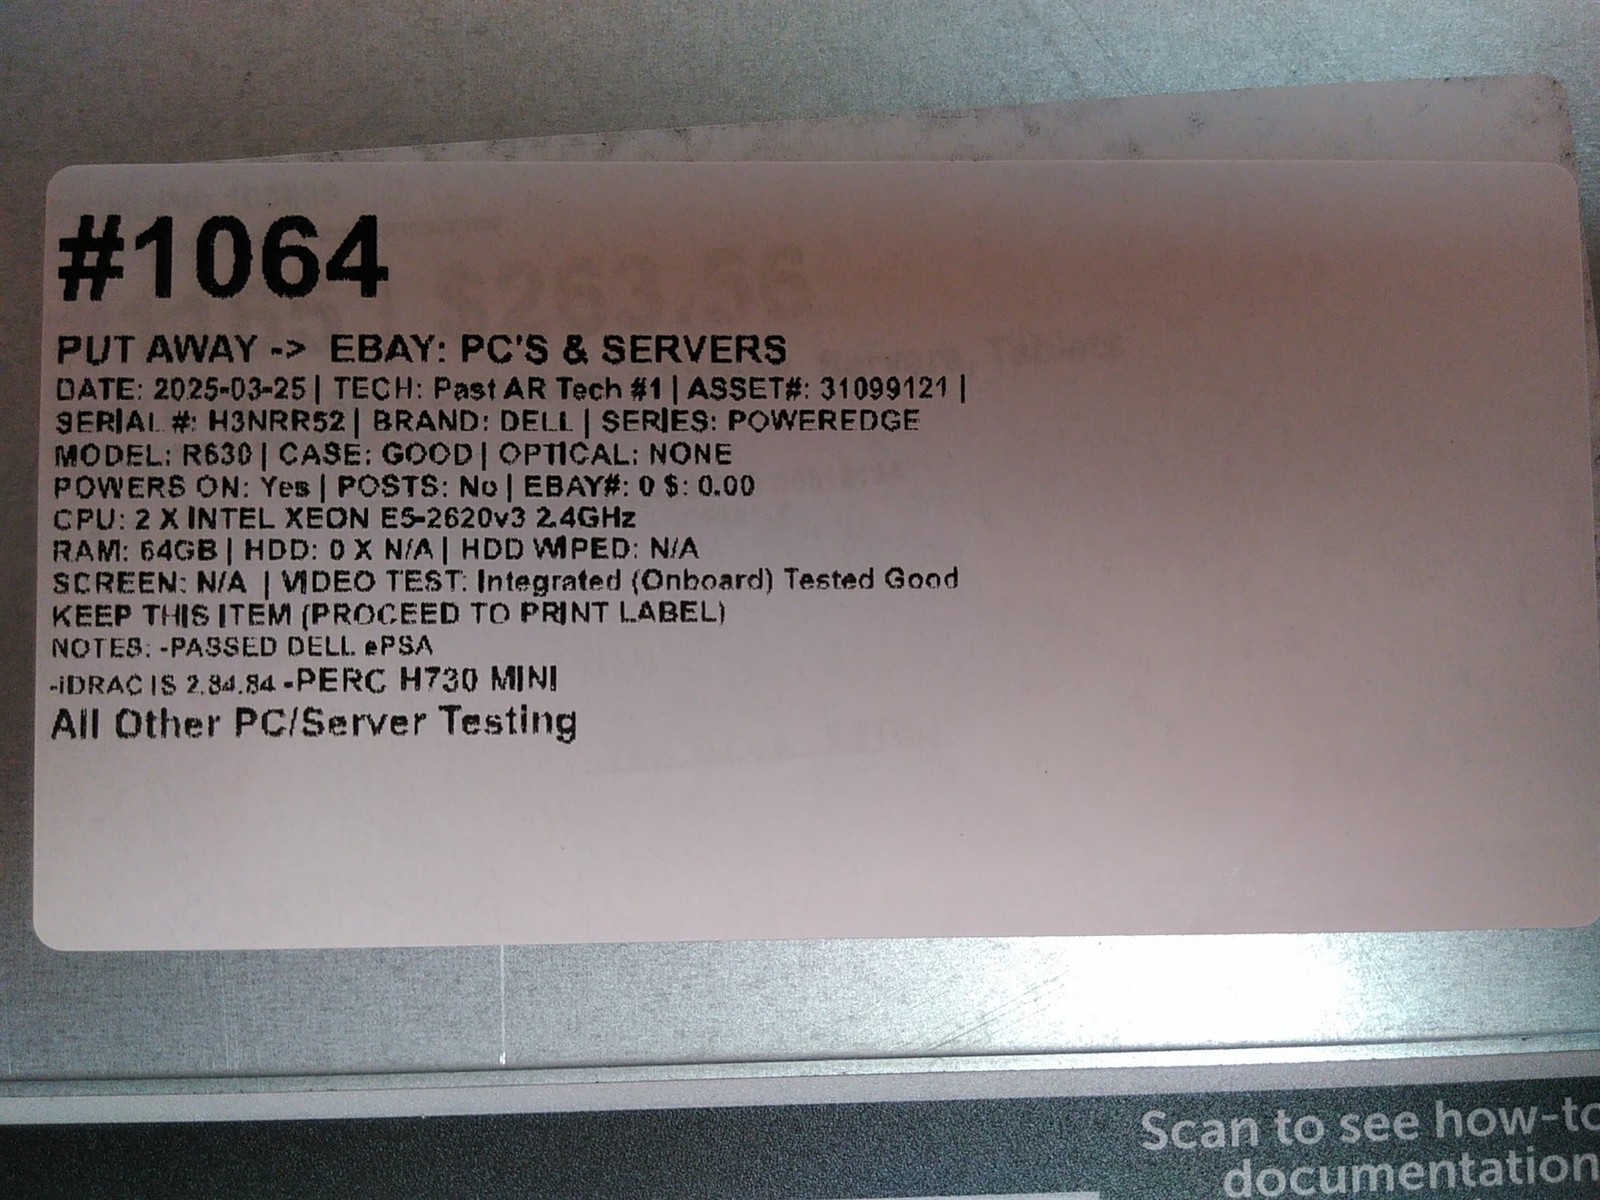 #1064
$263.56
PUT AWAY -> EBAY: PC'S & SERVERS
DATE: 2025-03-25 | TECH: Past AR Tech #1 | ASSET#: 31099121 |
SERIAL #: H3NRR52 | BRAND: DELL | SERIES: POWEREDGE
MODEL: R630 | CASE: GOOD | OPTICAL: NONE
POWERS ON: Yes | POSTS: No | EBAY#: 0 $: 0.00
CPU: 2 X INTEL XEON E5-2620v3 2.4GHz
RAM: 64GB | HDD: 0 X N/A | HDD WIPED: N/A
SCREEN: N/A | VIDEO TEST: Integrated (Onboard) Tested Good
KEEP THIS ITEM (PROCEED TO PRINT LABEL)
NOTES: -PASSED DELL ePSA
-iDRAC IS 2.84.84 -PERC H730 MINI
All Other PC/Server Testing
Scan to see how-to
documentation